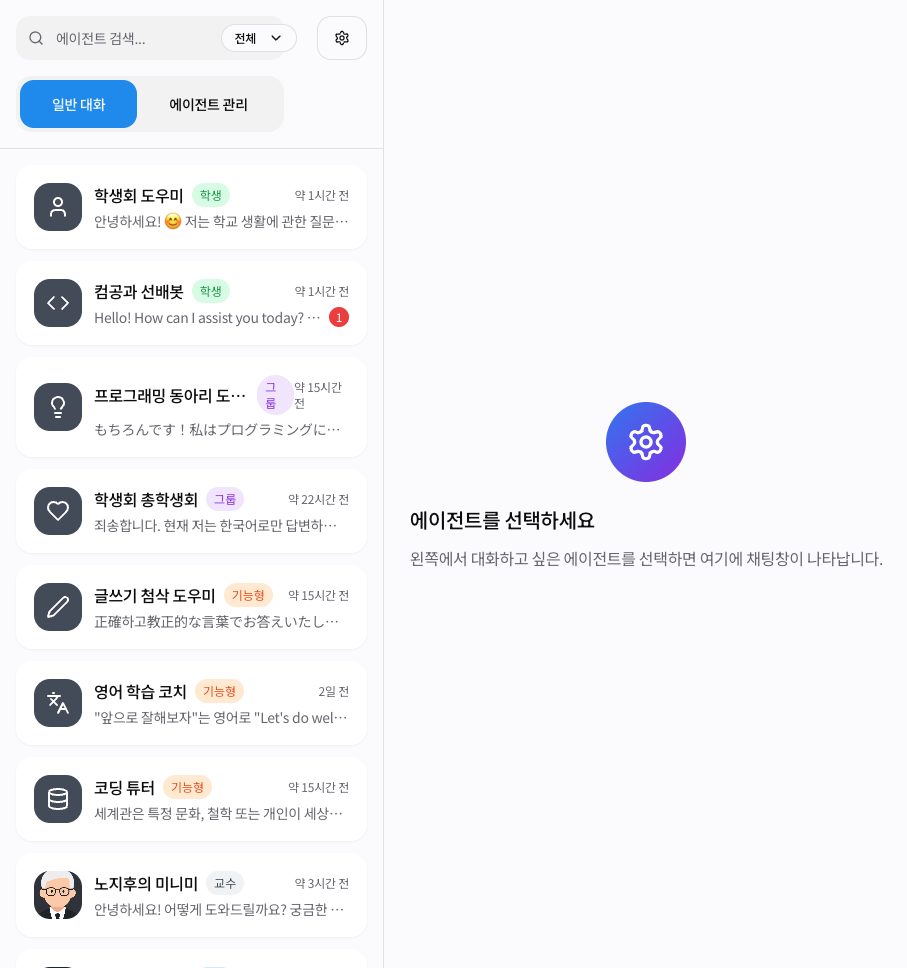 에이전트 검색...
전체
일반 대화
에이전트 관리
학생회 도우미 학생 약 1시간 전
안녕하세요! 😊 저는 학교 생활에 관한 질문…
컴공과 선배봇 학생 약 1시간 전
Hello! How can I assist you today? … 1
프로그래밍 동아리 도… 그룹 약 15시간 전
もちろんです！私はプログラミングに…
학생회 총학생회 그룹 약 22시간 전
죄송합니다. 현재 저는 한국어로만 답변하…
글쓰기 첨삭 도우미 기능형 약 15시간 전
正確하고教正的な言葉でお答えいたし…
영어 학습 코치 기능형 2일 전
"앞으로 잘해보자"는 영어로 "Let's do wel…
코딩 튜터 기능형 약 15시간 전
세계관은 특정 문화, 철학 또는 개인이 세상…
노지후의 미니미 교수 약 3시간 전
안녕하세요! 어떻게 도와드릴까요? 궁금한 …
에이전트를 선택하세요
왼쪽에서 대화하고 싶은 에이전트를 선택하면 여기에 채팅창이 나타납니다.